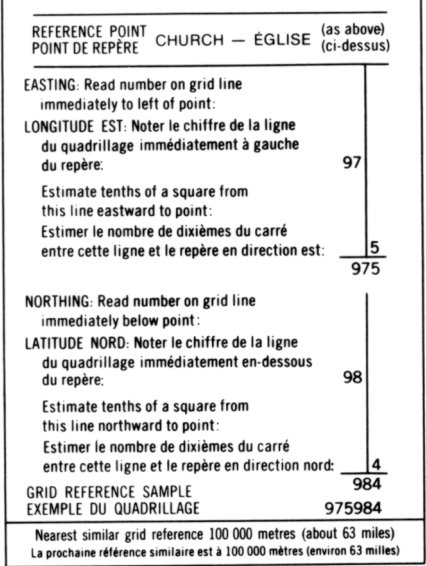 REFERENCE POINT CHURCH — ÉGLISE (as above)
POINT DE REPÈRE (ci-dessus)
EASTING: Read number on grid line
immediately to left of point:
LONGITUDE EST: Noter le chiffre de la ligne
du quadrillage immédiatement à gauche
du repère: 97
Estimate tenths of a square from
this line eastward to point:
Estimer le nombre de dixièmes du carré
entre cette ligne et le repère en direction est: 5
975
NORTHING: Read number on grid line
immediately below point:
LATITUDE NORD: Noter le chiffre de la ligne
du quadrillage immédiatement en-dessous
du repère: 98
Estimate tenths of a square from
this line northward to point:
Estimer le nombre de dixièmes du carré
entre cette ligne et le repère en direction nord: 4
984
GRID REFERENCE SAMPLE
EXEMPLE DU QUADRILLAGE 975984
Nearest similar grid reference 100 000 metres (about 63 miles)
La prochaine référence similaire est à 100 000 mètres (environ 63 milles)